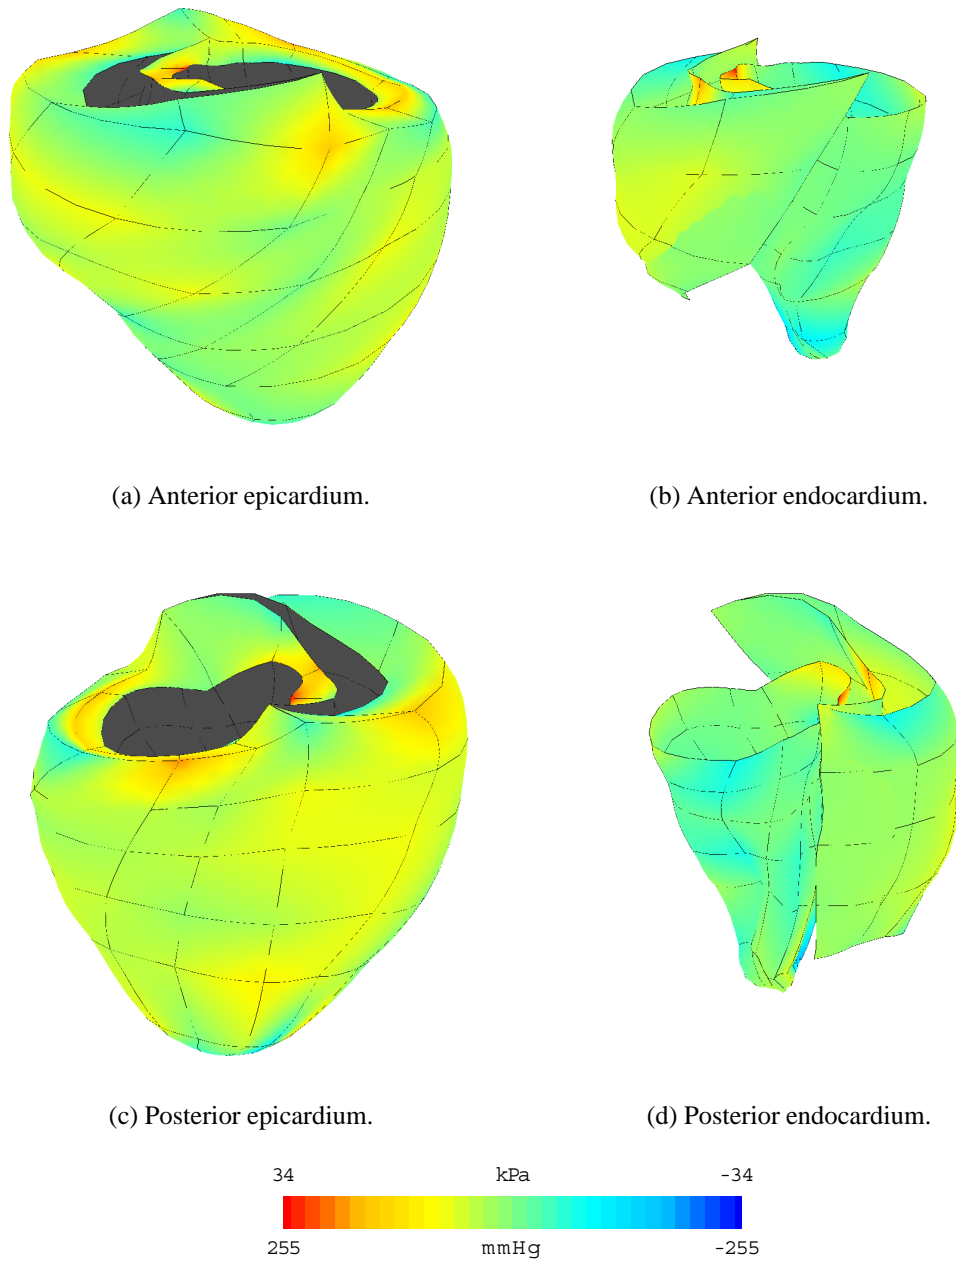 (a) Anterior epicardium.
(b) Anterior endocardium.
(c) Posterior epicardium.
(d) Posterior endocardium.
34 kPa -34
255 mmHg -255